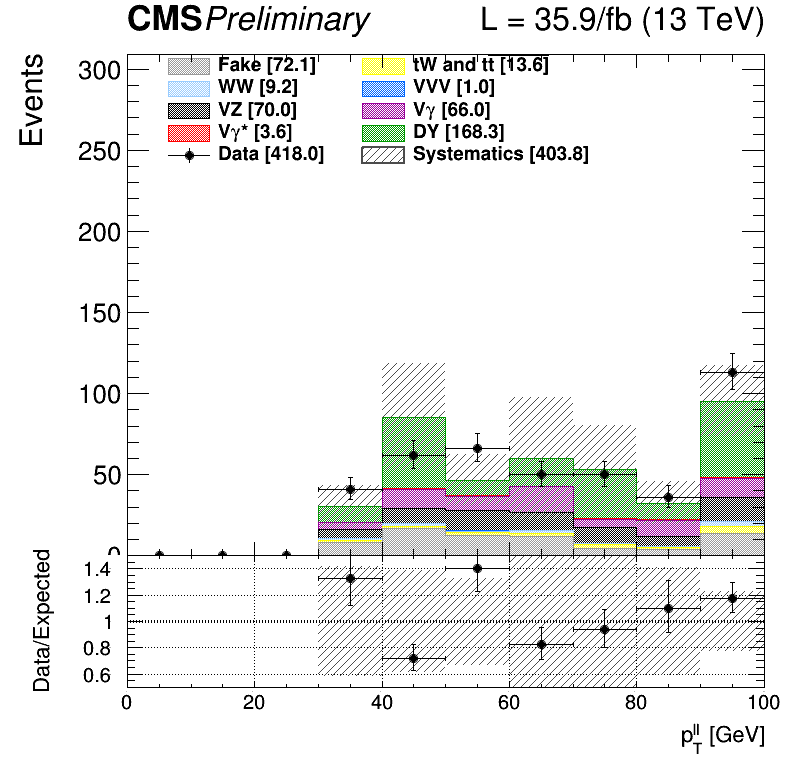 CMS Preliminary L = 35.9/fb (13 TeV)
Events
300
250
200
150
100
50
0
Fake [72.1] tW and tt [13.6]
WW [9.2] VVV [1.0]
VZ [70.0] Vγ [66.0]
Vγ* [3.6] DY [168.3]
Data [418.0] Systematics [403.8]
Data/Expected
1.4
1.2
1
0.8
0.6
0 20 40 60 80 100
p_T^ll [GeV]